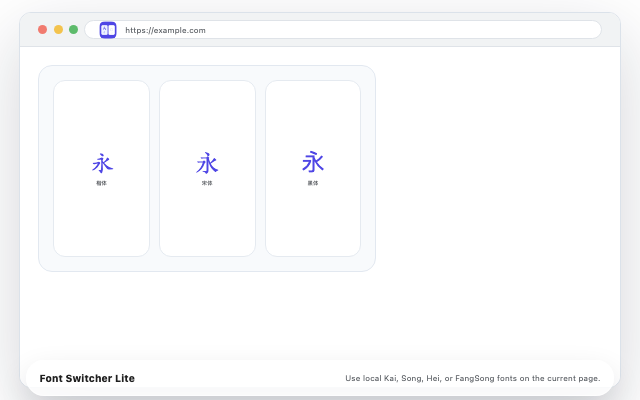 https://example.com
永 永 永
楷体 宋体 黑体
Font Switcher Lite
Use local Kai, Song, Hei, or FangSong fonts on the current page.